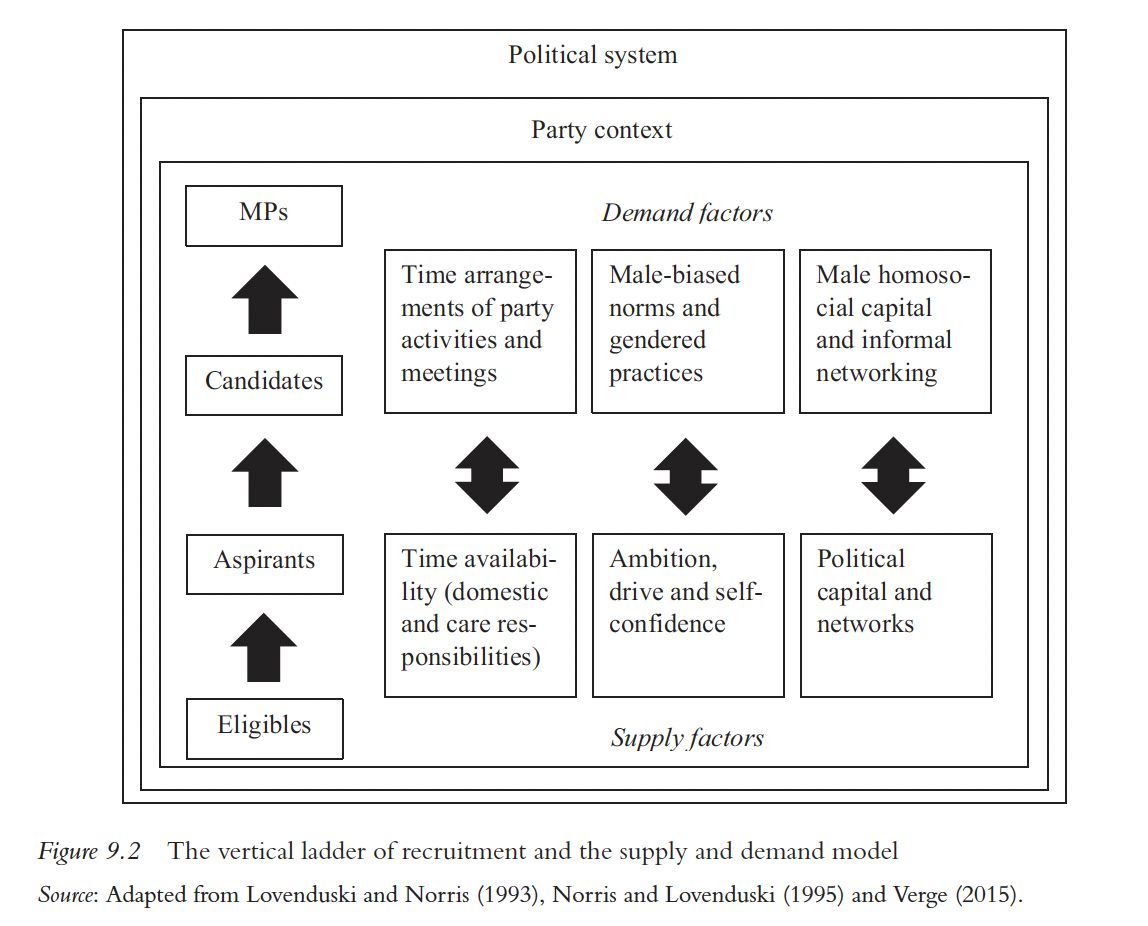 Political system
Party context
MPs
Candidates
Aspirants
Eligibles
Demand factors
Time arrange-
ments of party
activities and
meetings
Male-biased
norms and
gendered
practices
Male homoso-
cial capital
and informal
networking
Time availabi-
lity (domestic
and care res-
ponsibilities)
Ambition,
drive and self-
confidence
Political
capital and
networks
Supply factors
Figure 9.2 The vertical ladder of recruitment and the supply and demand model
Source: Adapted from Lovenduski and Norris (1993), Norris and Lovenduski (1995) and Verge (2015).